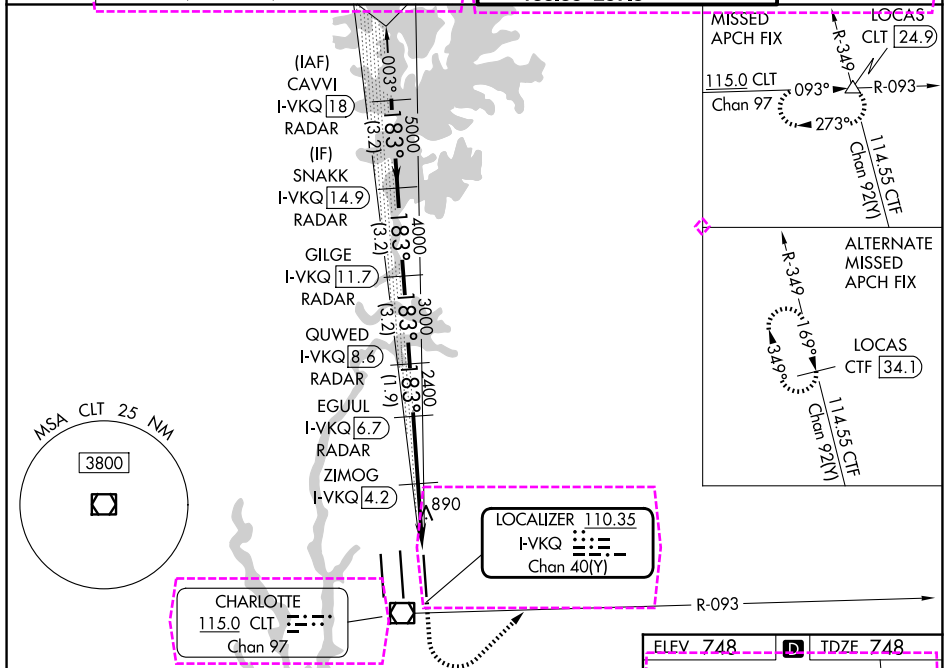 (IAF)
CAVVI
I-VKQ 18
RADAR
(IF)
SNAKK
I-VKQ 14.9
RADAR
GILGE
I-VKQ 11.7
RADAR
QUWED
I-VKQ 8.6
RADAR
EGUUL
I-VKQ 6.7
RADAR
ZIMOG
I-VKQ 4.2
003°
183°
5000
(3.2)
183°
4000
(3.2)
183°
3000
(3.2)
183°
2400
(1.9)
890
MSA CLT 25 NM
3800
LOCALIZER 110.35
I-VKQ
Chan 40(Y)
CHARLOTTE
115.0 CLT
Chan 97
R-093
MISSED
APCH FIX
LOCAS
CLT 24.9
R-349
115.0 CLT
Chan 97
093°
R-093
273°
114.55 CTF
Chan 92(Y)
ALTERNATE
MISSED
APCH FIX
R-349
169°
349°
LOCAS
CTF 34.1
114.55 CTF
Chan 92(Y)
ELEV 748
D
TDZE 748